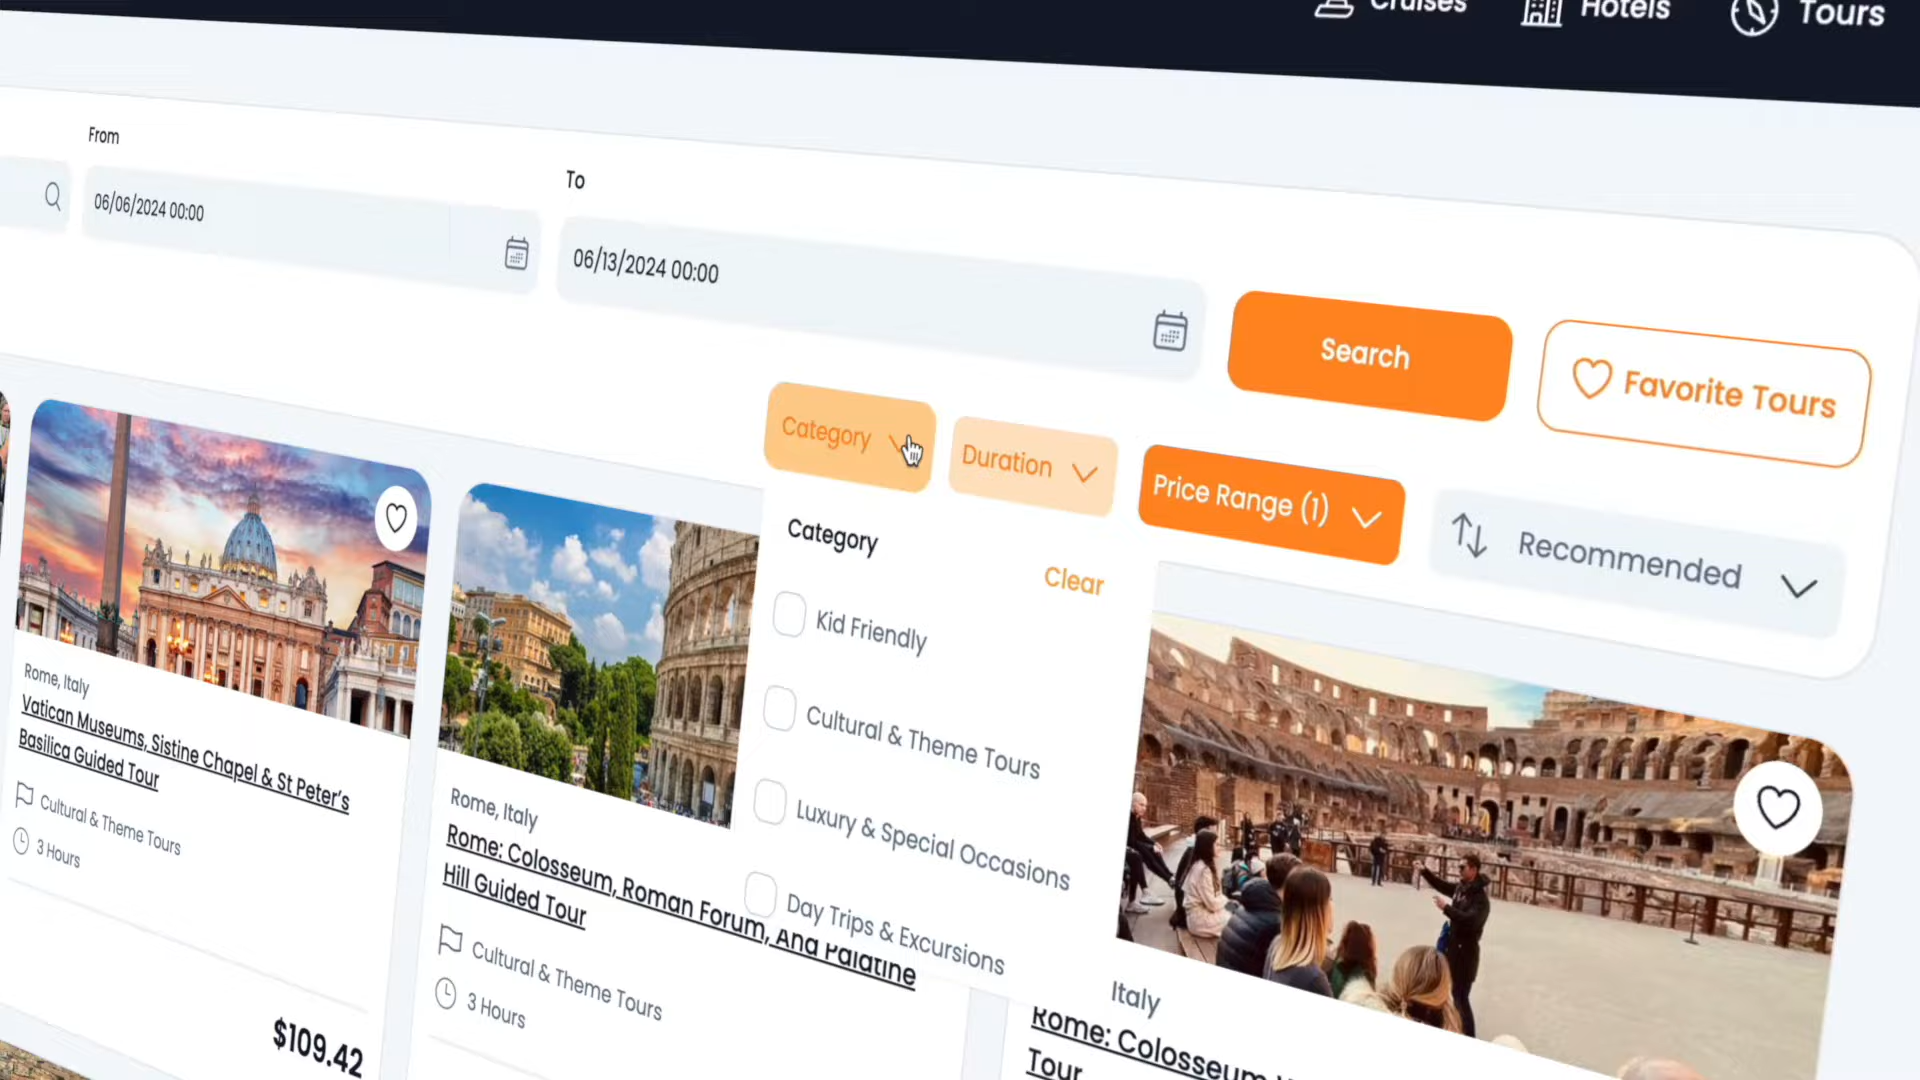 Cruises
Hotels
Tours
From
06/06/2024 00:00
To
06/13/2024 00:00
Search
Favorite Tours
Category
Duration
Price Range (1)
Recommended
Category
Clear
Kid Friendly
Cultural & Theme Tours
Luxury & Special Occasions
Day Trips & Excursions
Rome, Italy
Vatican Museums, Sistine Chapel & St Peter's
Basilica Guided Tour
Cultural & Theme Tours
3 Hours
$109.42
Rome, Italy
Rome: Colosseum, Roman Forum, And Palatine
Hill Guided Tour
Cultural & Theme Tours
3 Hours
Italy
Rome: Colosseum
Tour